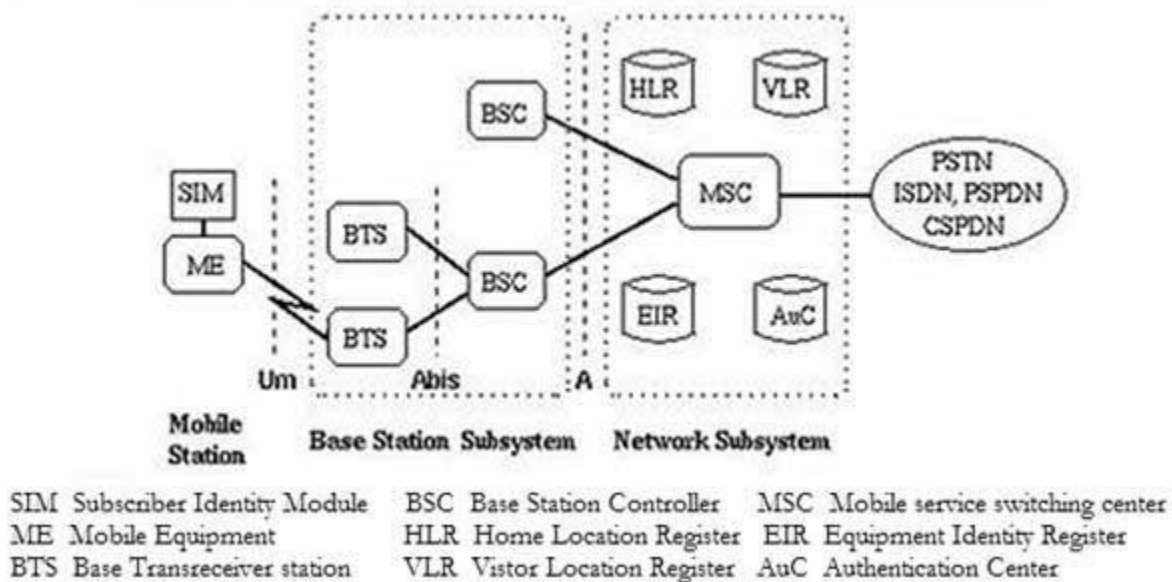 HLR
VLR
BSC
SIM
MSC
PSTN
ISDN, PSPDN
CSPDN
BTS
ME
BSC
EIR
AuC
BTS
Um
Abis
A
Mobile
Station
Base Station Subsystem
Network Subsystem
SIM Subscriber Identity Module BSC Base Station Controller MSC Mobile service switching center
ME Mobile Equipment HLR Home Location Register EIR Equipment Identity Register
BTS Base Transreceiver station VLR Vistor Location Register AuC Authentication Center